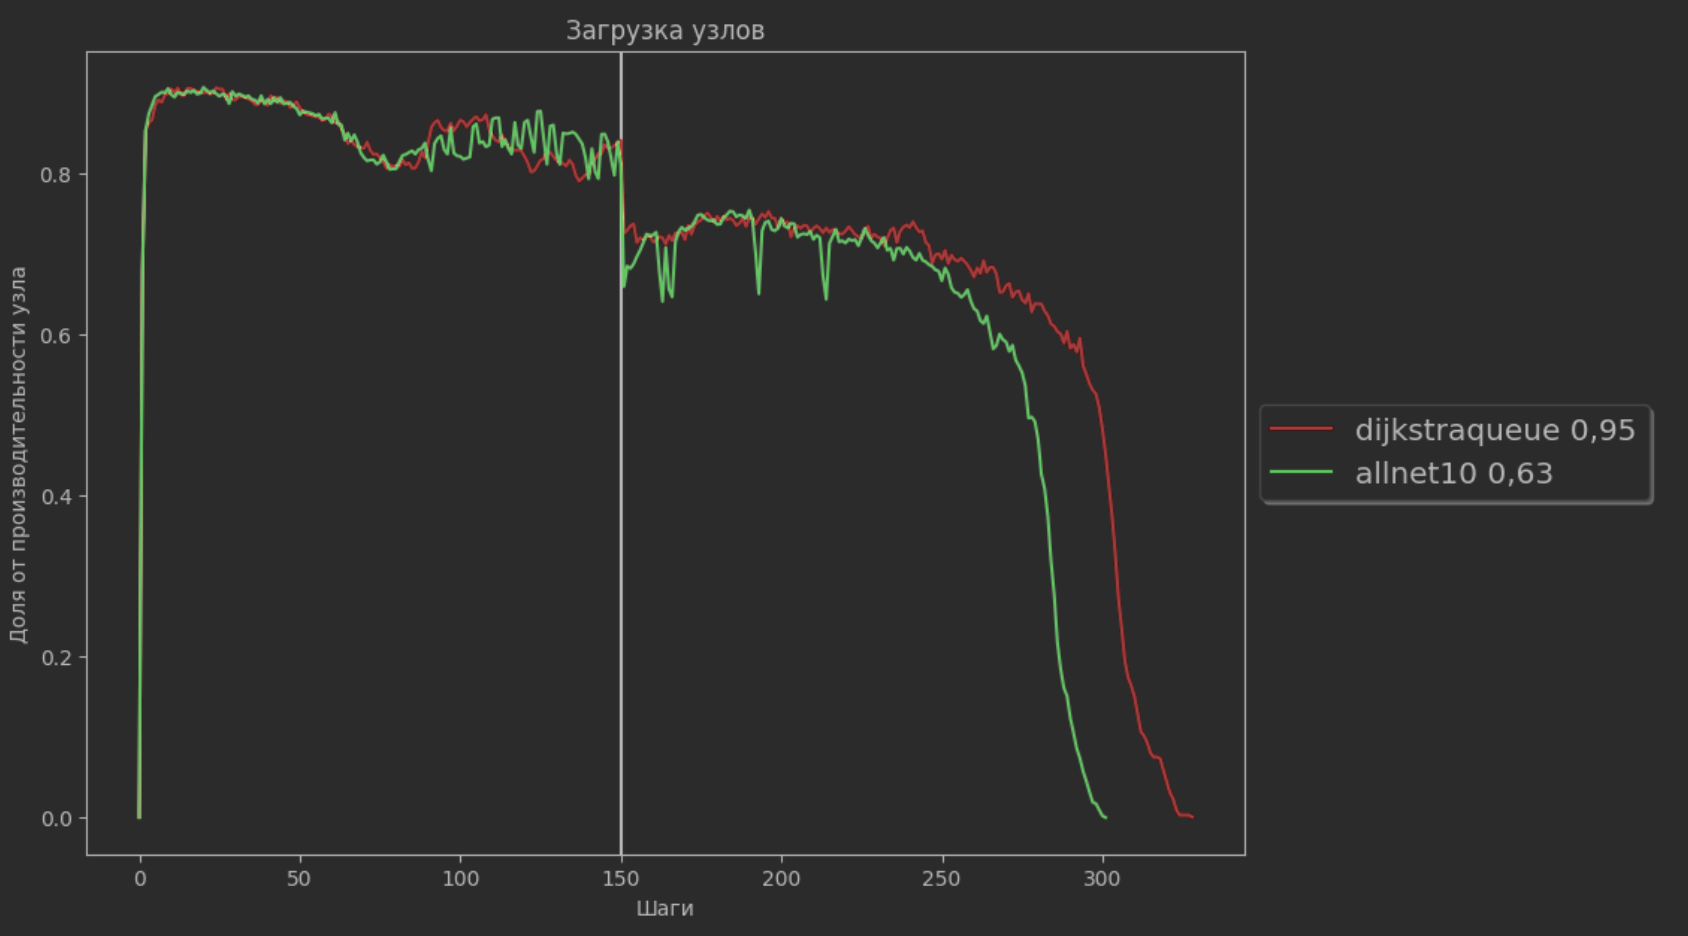 Загрузка узлов
Доля от производительности узла
0.8
0.6
0.4
0.2
0.0
0 50 100 150 200 250 300
Шаги
dijkstraqueue 0,95
allnet10 0,63